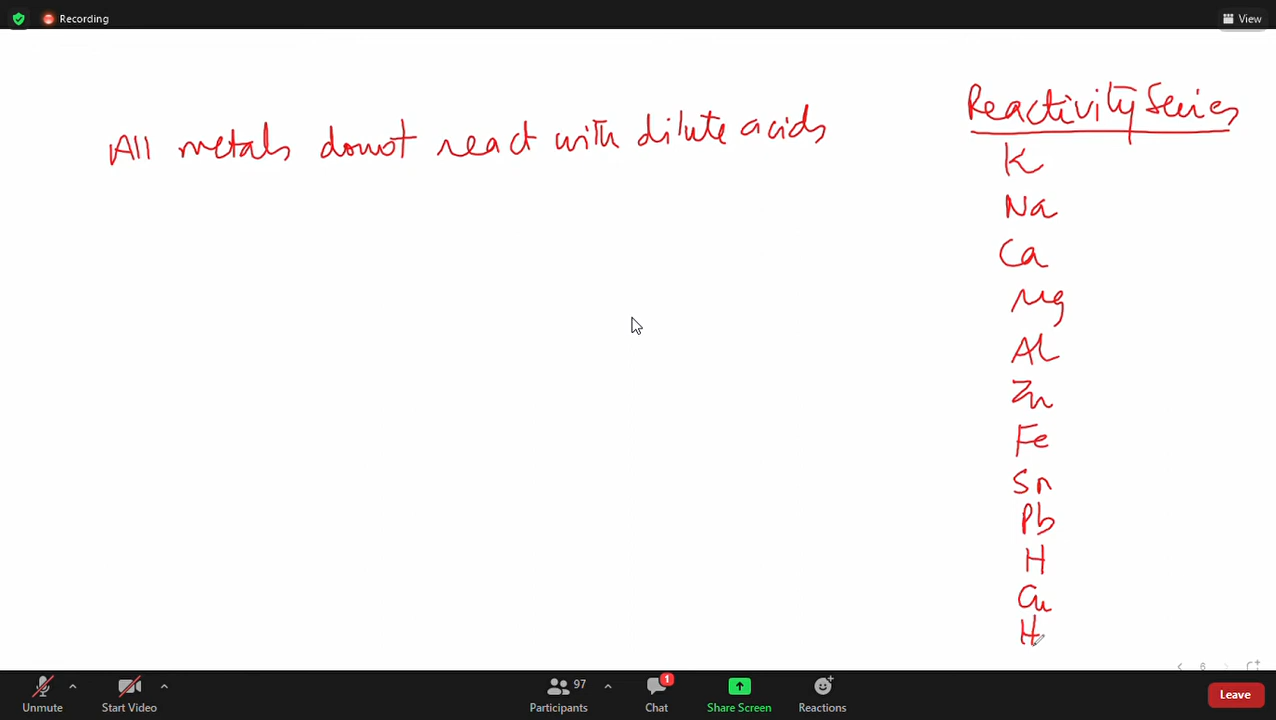 Recording
View
All metals donot react with dilute acids
Reactivity Series
K
Na
Ca
Mg
Al
Zn
Fe
Sn
Pb
H
Cu
H
6
Unmute
Start Video
97
Participants
1
Chat
Share Screen
Reactions
Leave